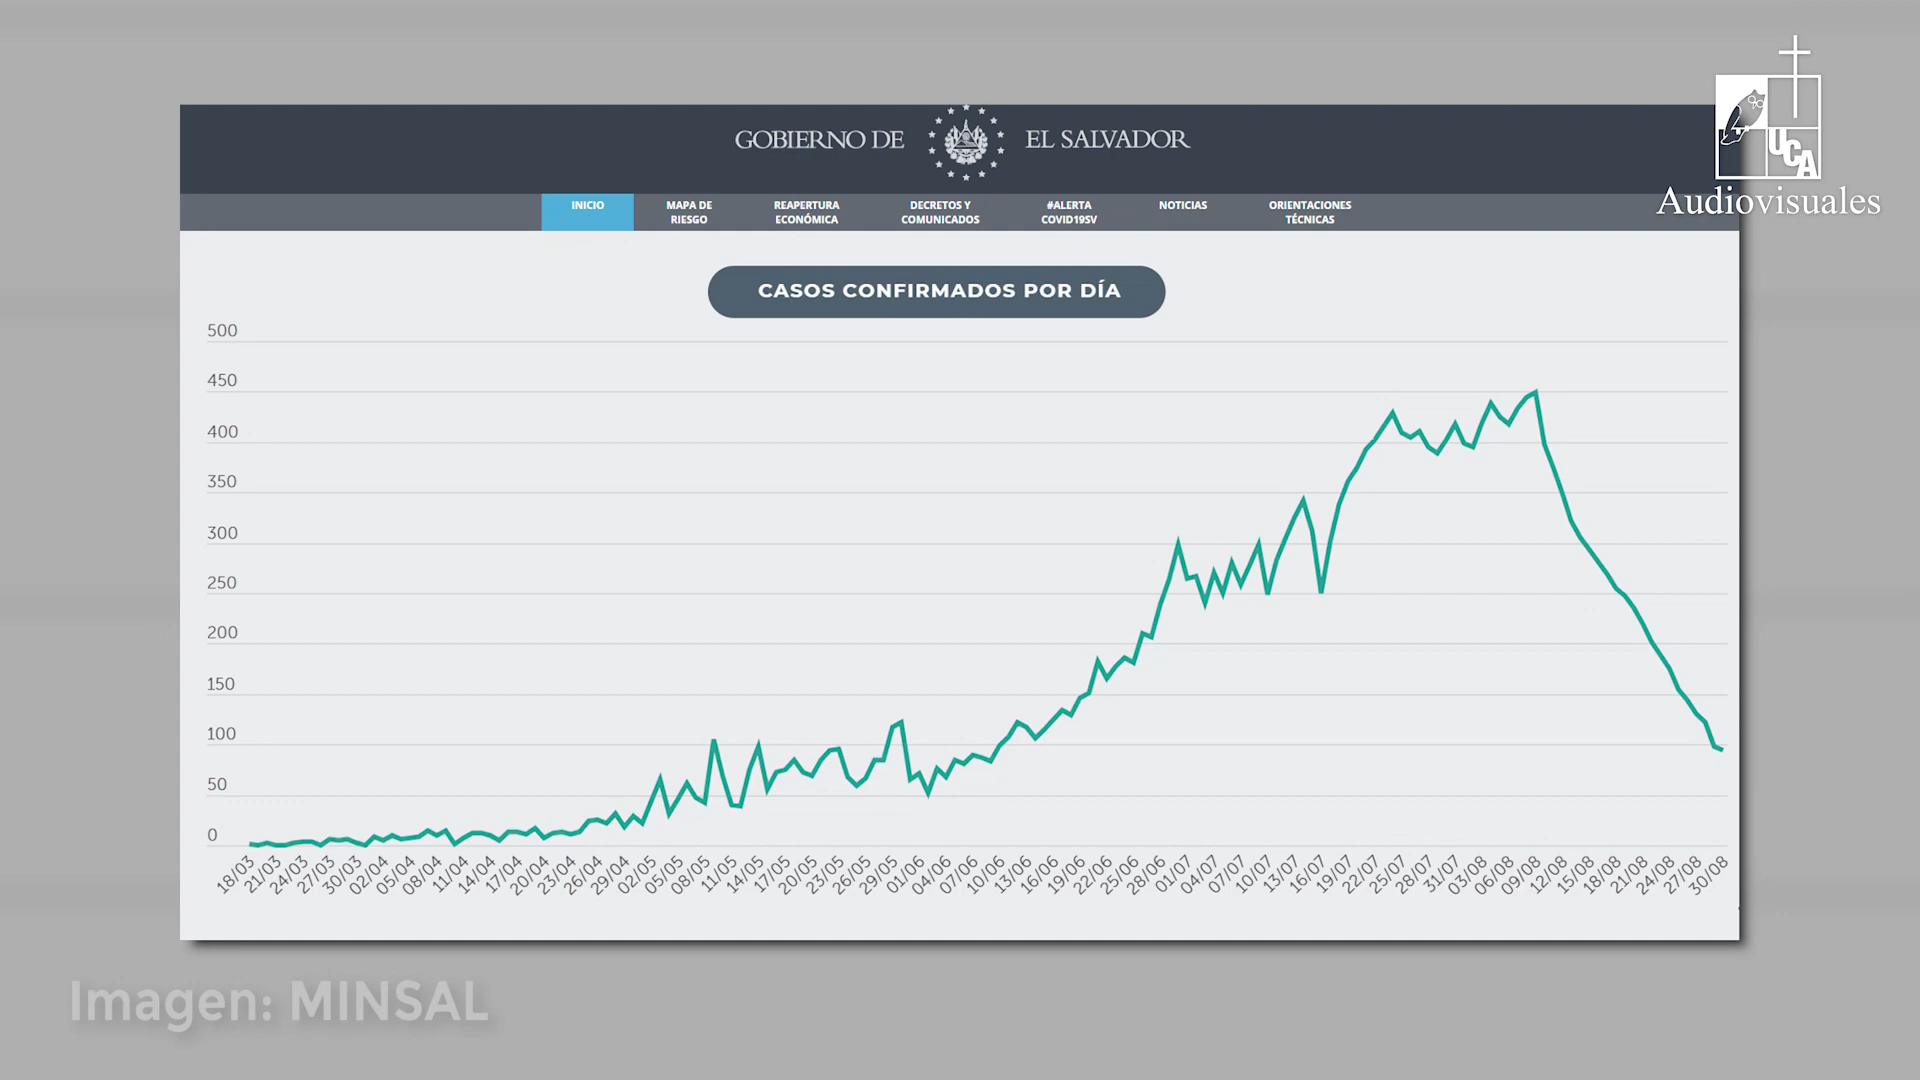 GOBIERNO DE EL SALVADOR
UCA
Audiovisuales
INICIO
MAPA DE
RIESGO
REAPERTURA
ECONÓMICA
DECRETOS Y
COMUNICADOS
#ALERTA
COVID19SV
NOTICIAS
ORIENTACIONES
TÉCNICAS
CASOS CONFIRMADOS POR DÍA
500
450
400
350
300
250
200
150
100
50
0
18/03 21/03 24/03 27/03 30/03 02/04 05/04 08/04 11/04 14/04 17/04 20/04 23/04 26/04 29/04 02/05 05/05 08/05 11/05 14/05 17/05 20/05 23/05 26/05 29/05 01/06 04/06 07/06 10/06 13/06 16/06 19/06 22/06 25/06 28/06 01/07 04/07 07/07 10/07 13/07 16/07 19/07 22/07 25/07 28/07 31/07 03/08 06/08 09/08 12/08 15/08 18/08 21/08 24/08 27/08 30/08
Imagen: MINSAL